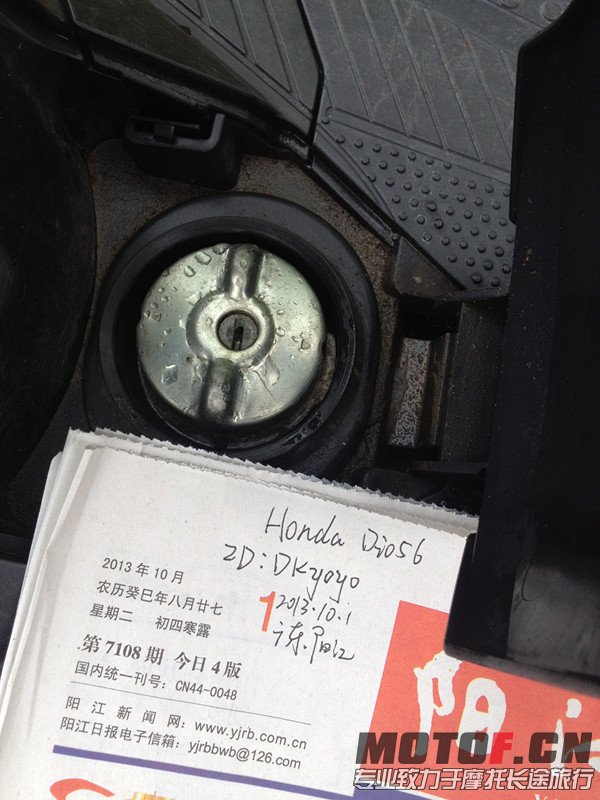 Honda Dio56
ZD:DKyoyo
2013.10.1
2013年10月
农历癸巳年八月廿七
星期二 初四寒露
1
第7108期 今日4版
国内统一刊号:CN44-0048
阳江新闻网:www.yjrb.com.cn
阳江日报电子信箱:yjrbbwb@126.com
阳
MOTOF.CN
专业致力于摩托长途旅行